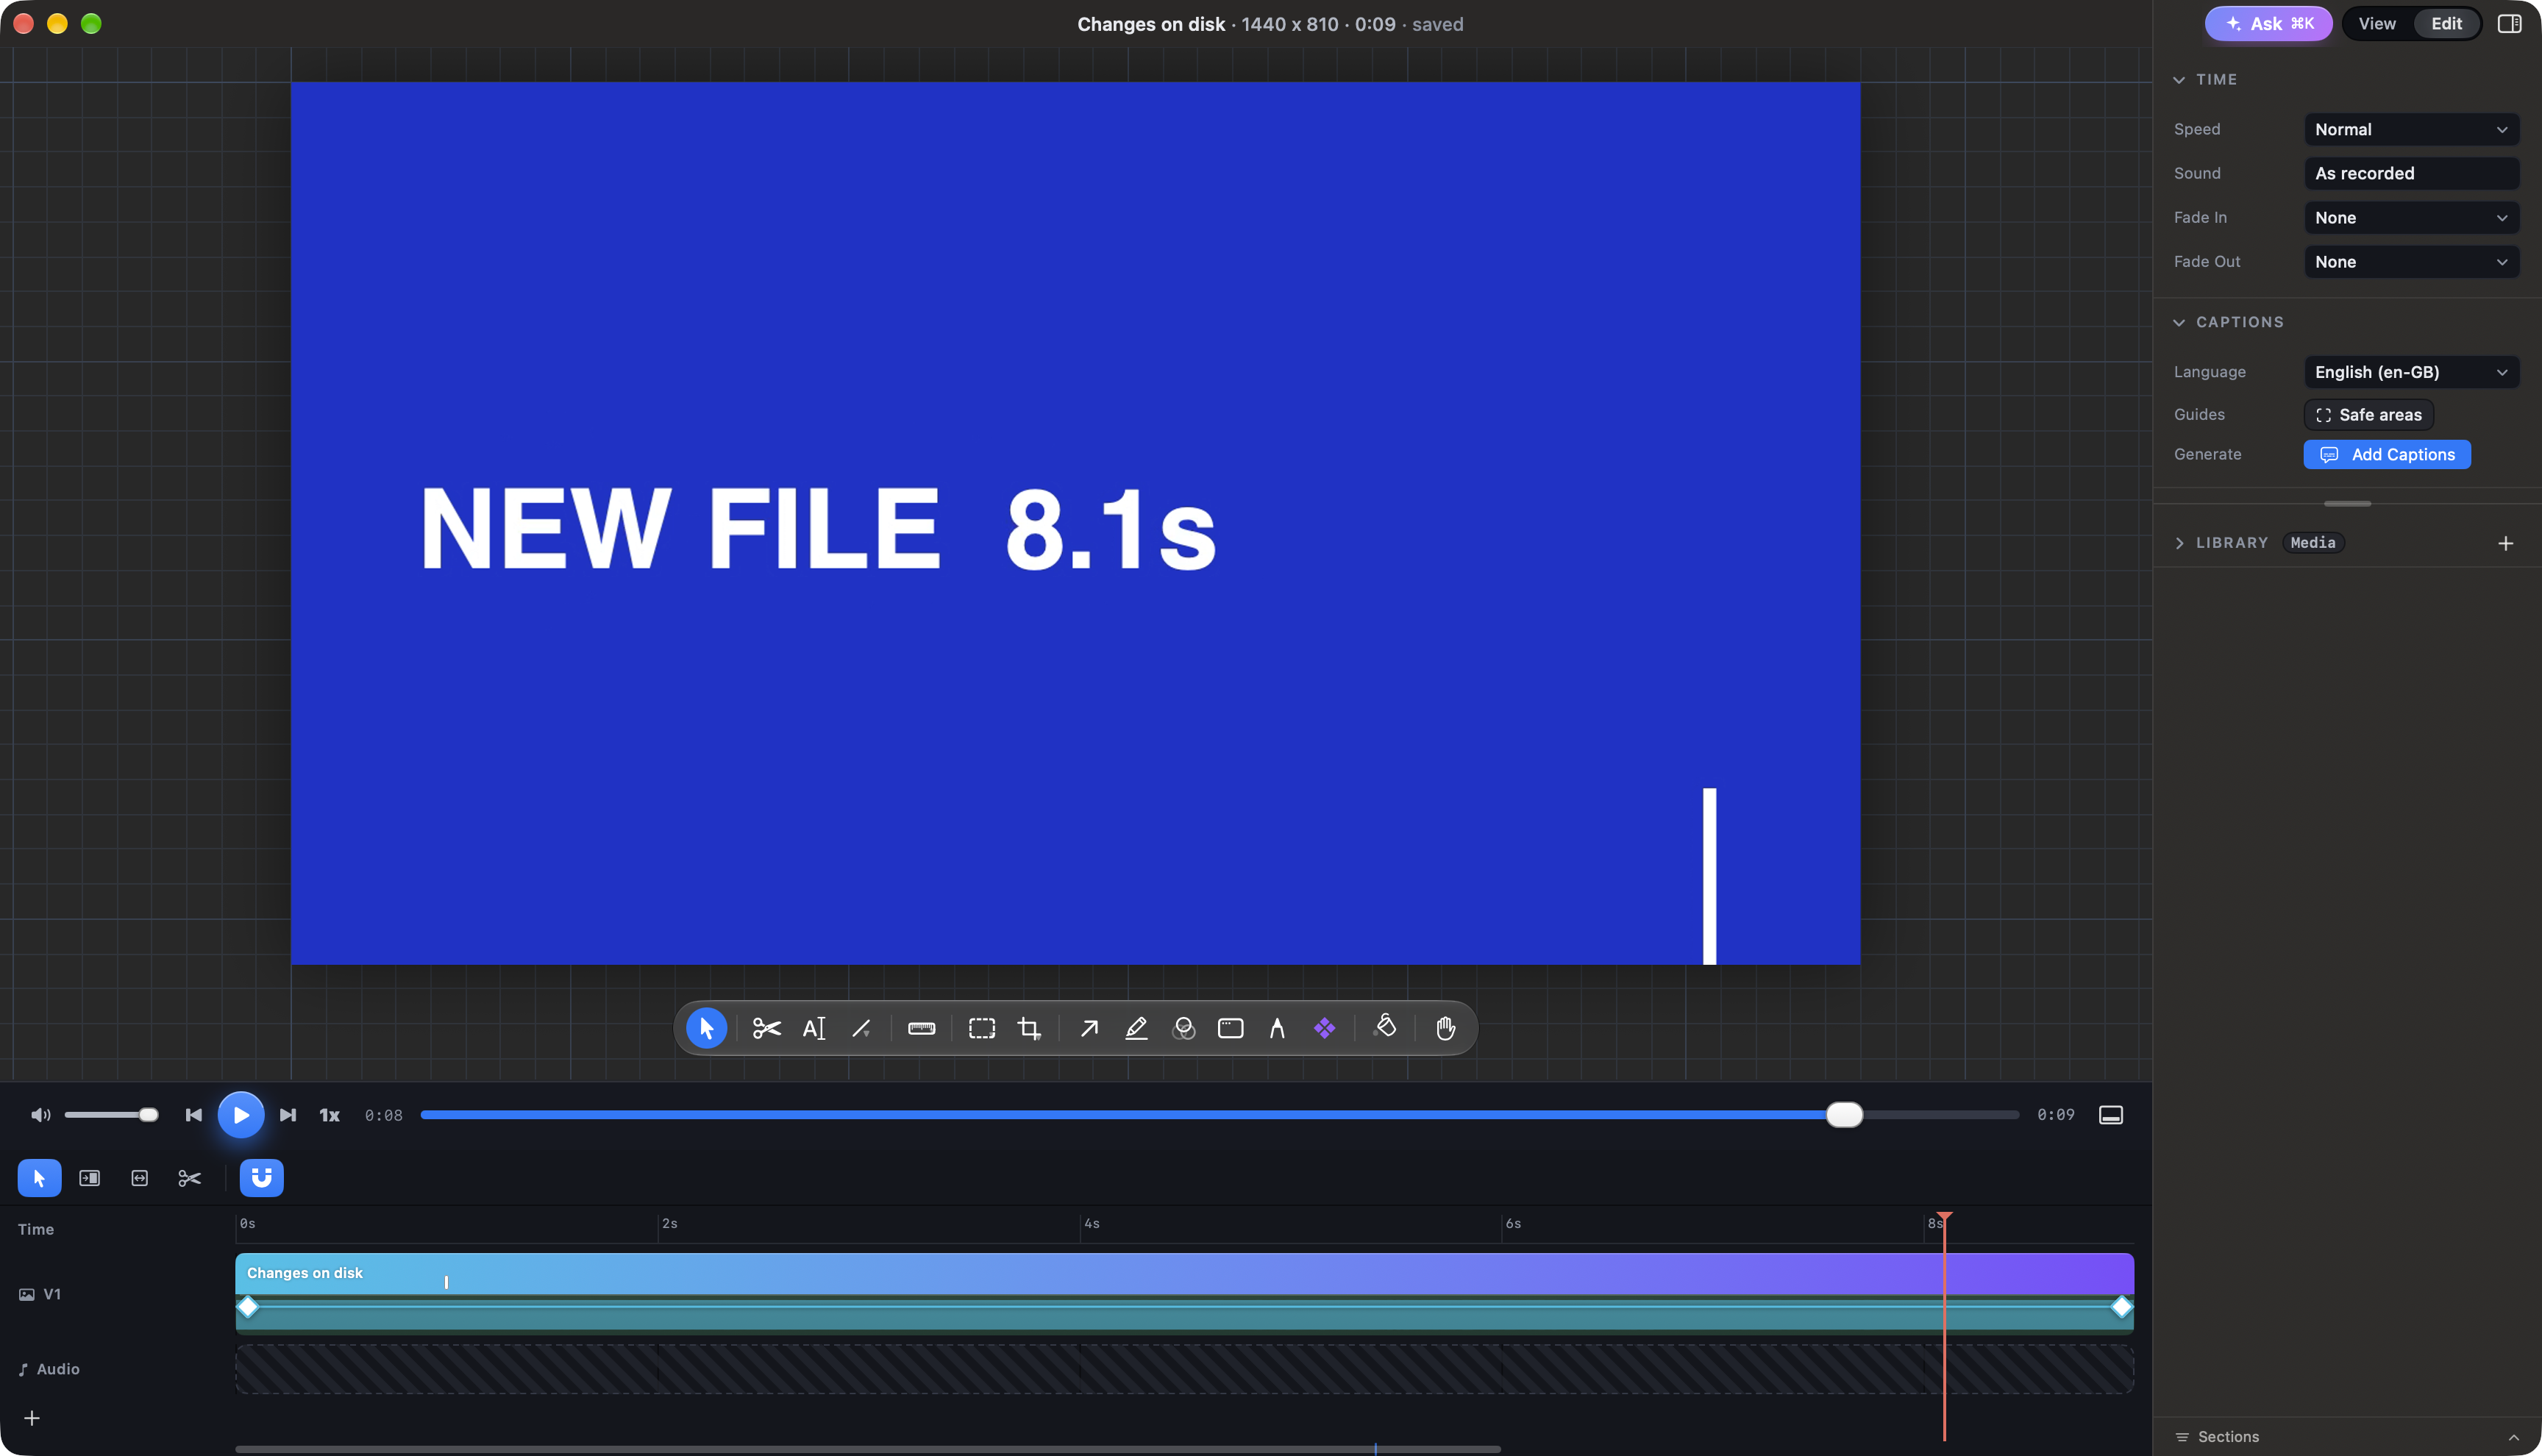 Changes on disk · 1440 x 810 · 0:09 · saved
Ask ⌘K
View
Edit
TIME
Speed
Normal
Sound
As recorded
Fade In
None
Fade Out
None
CAPTIONS
Language
English (en-GB)
Guides
Safe areas
Generate
Add Captions
LIBRARY
Media
NEW FILE 8.1s
1x
0:08
0:09
Time
0s
2s
4s
6s
8s
Changes on disk
V1
Audio
Sections